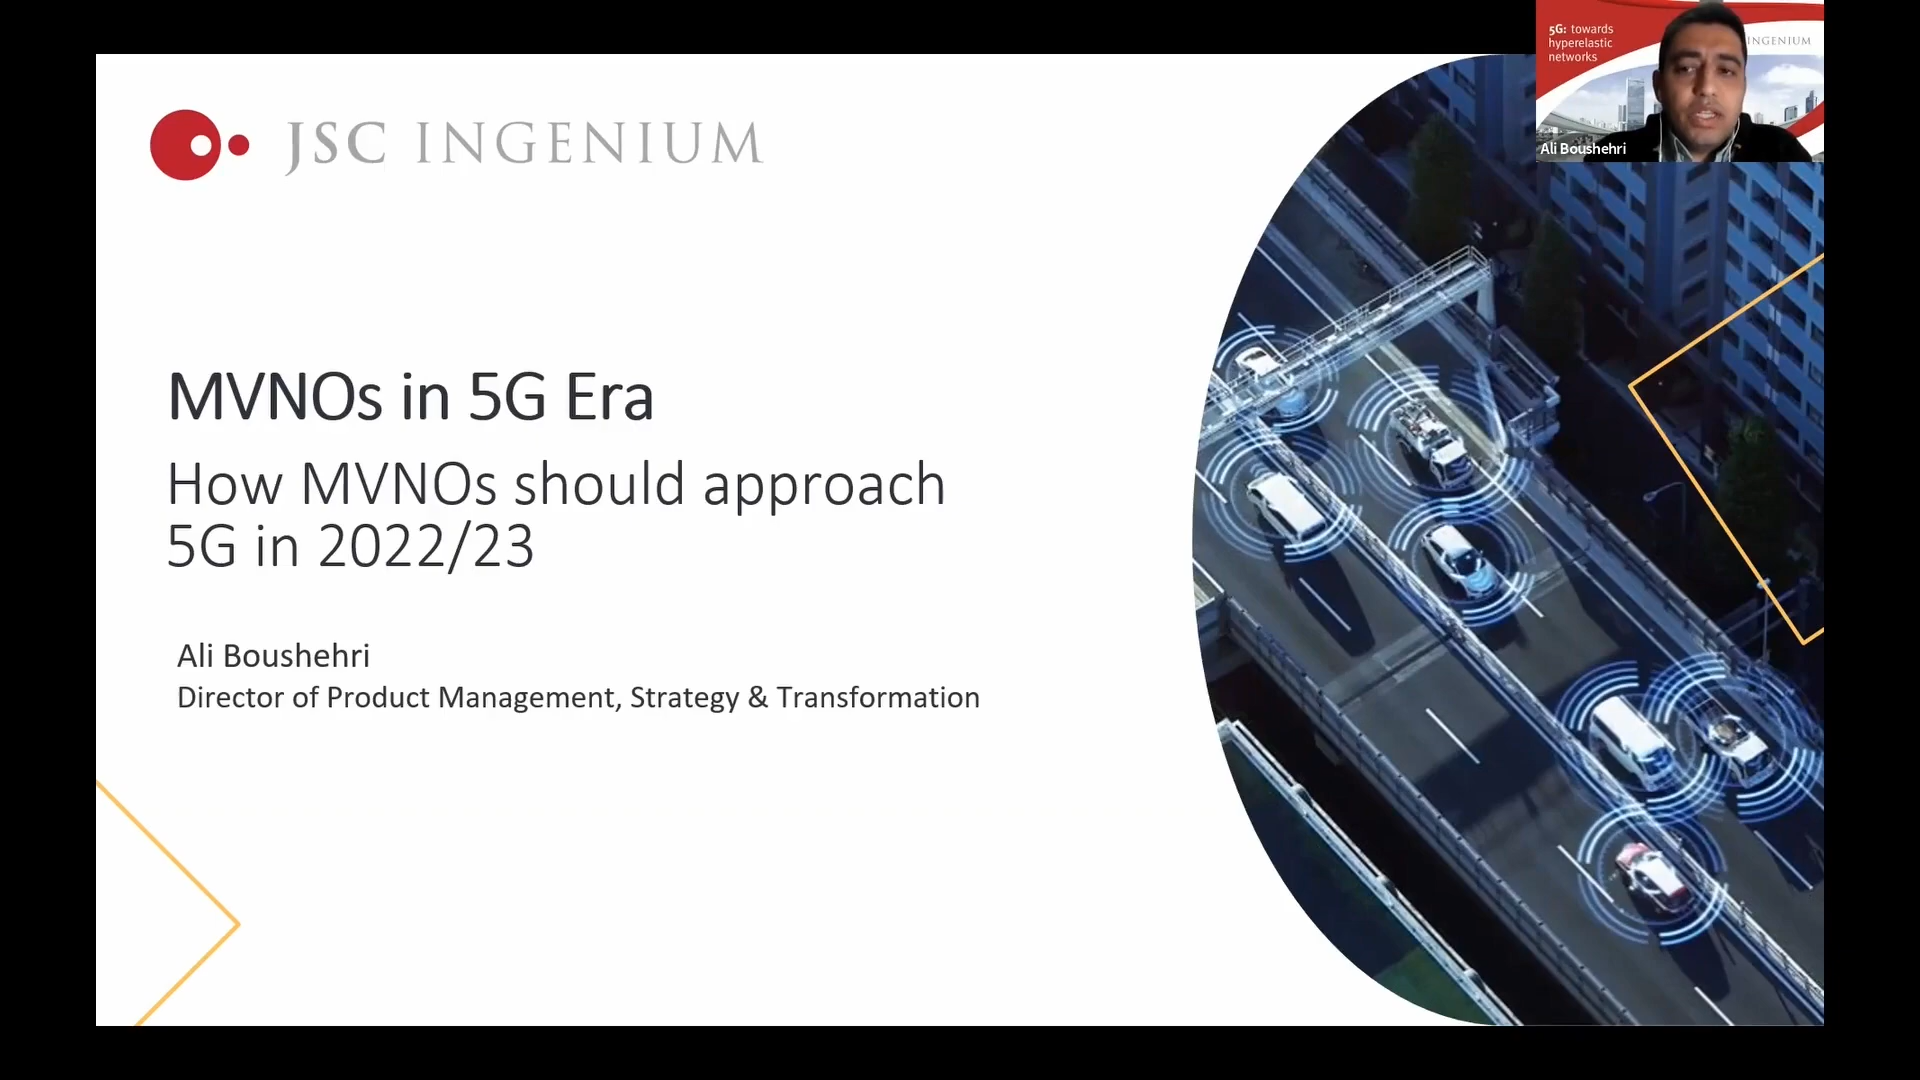 JSC INGENIUM
MVNOs in 5G Era
How MVNOs should approach
5G in 2022/23
Ali Boushehri
Director of Product Management, Strategy & Transformation
5G: towards
hyperelastic
networks
INGENIUM
Ali Boushehri